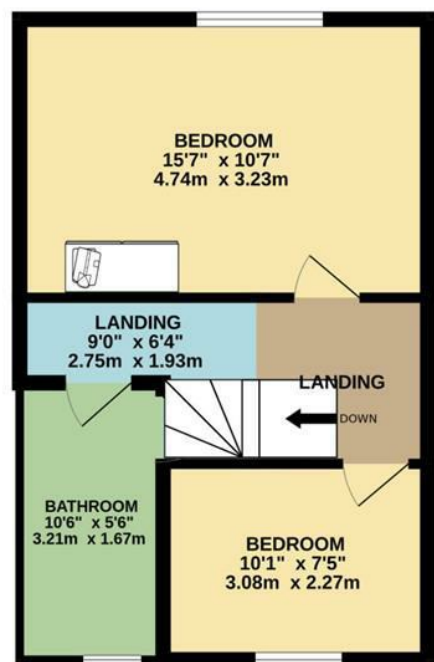 BEDROOM
15'7" x 10'7"
4.74m x 3.23m
LANDING
9'0" x 6'4"
2.75m x 1.93m
LANDING
DOWN
BATHROOM
10'6" x 5'6"
3.21m x 1.67m
BEDROOM
10'1" x 7'5"
3.08m x 2.27m